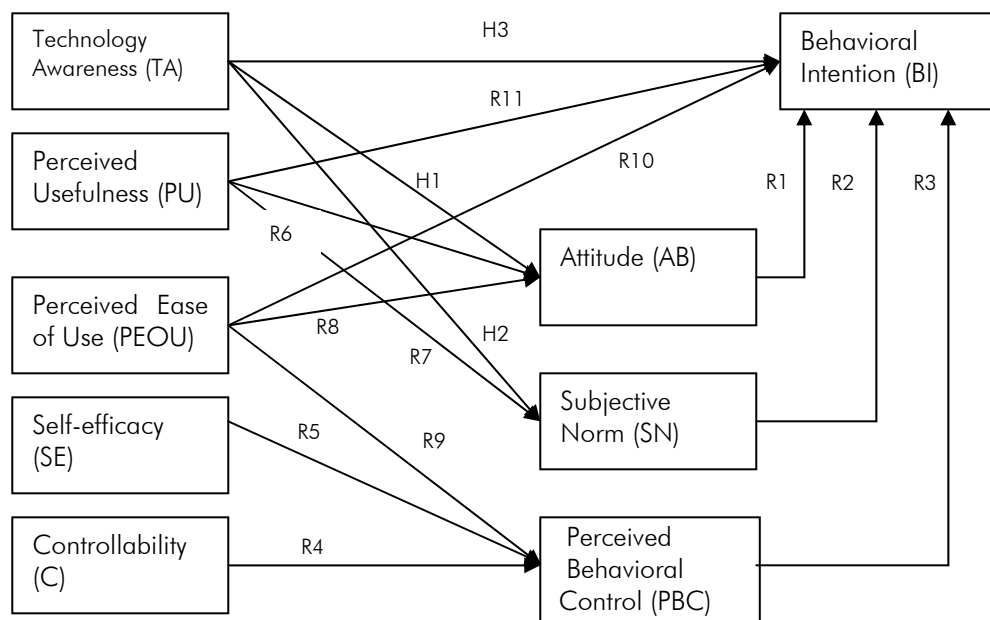 Technology
Awareness (TA)
H3
Behavioral
Intention (BI)
R11
Perceived
Usefulness (PU)
R10
H1
R1
R2
R3
R6
Attitude (AB)
Perceived Ease
of Use (PEOU)
R8
R7
H2
Subjective
Norm (SN)
Self-efficacy
(SE)
R5
R9
Controllability
(C)
R4
Perceived
Behavioral
Control (PBC)